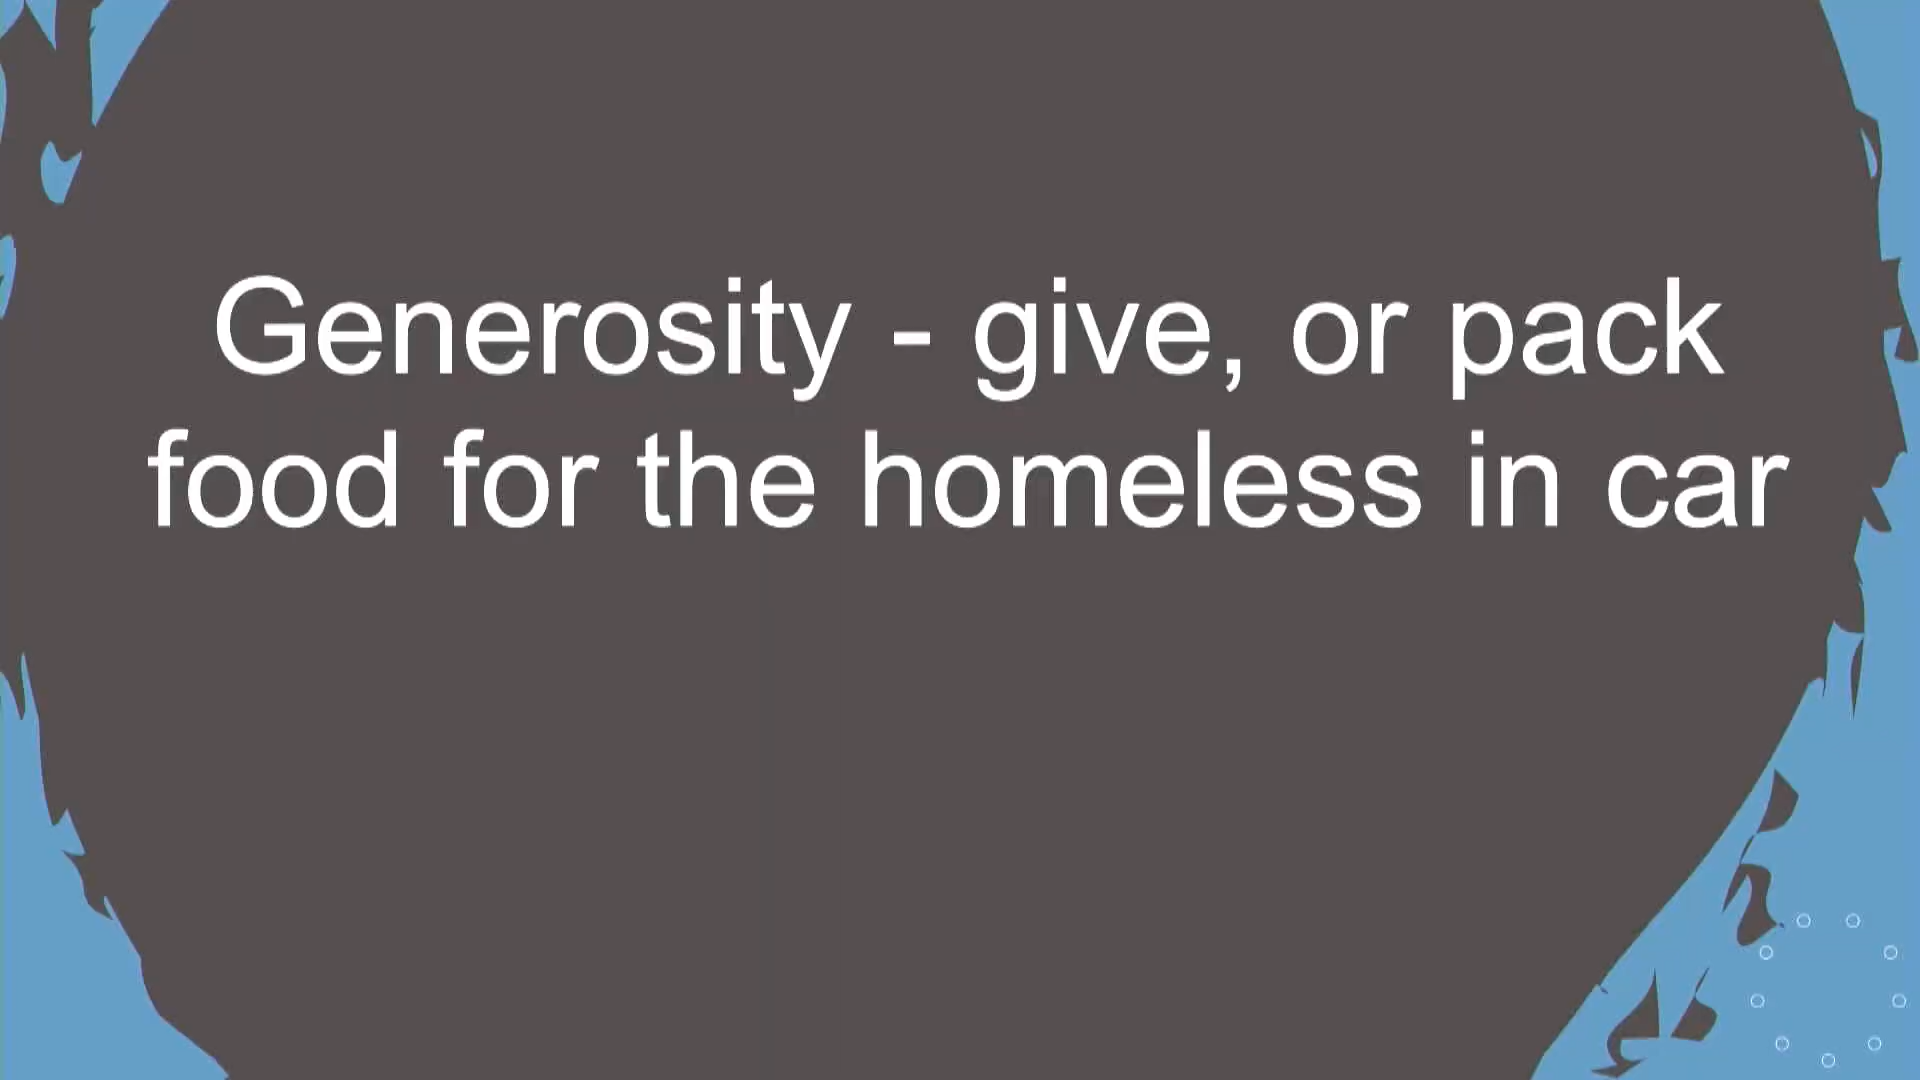 Generosity - give, or pack
food for the homeless in car